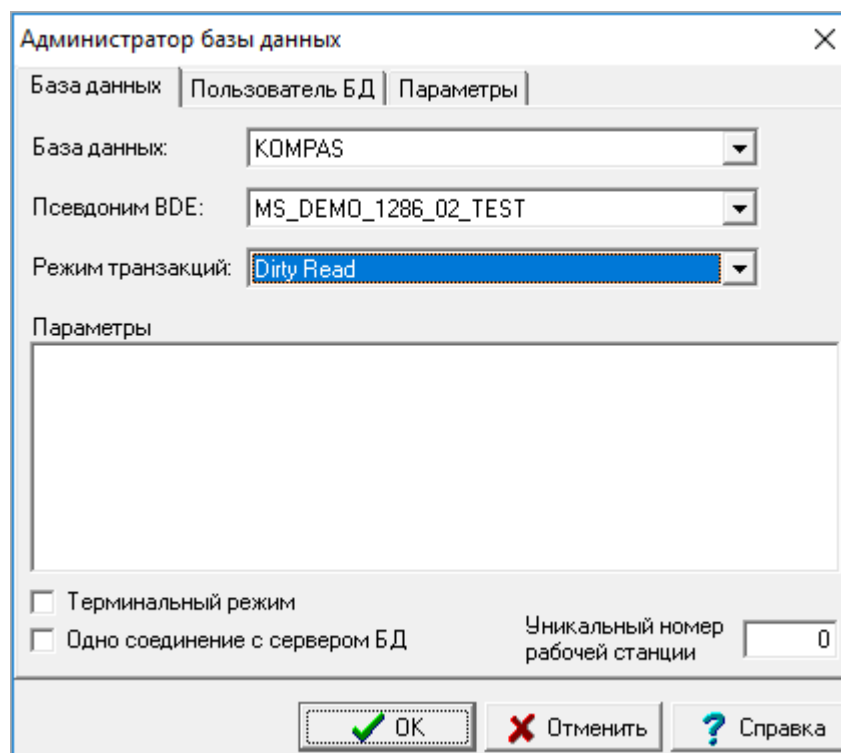 Администратор базы данных
База данных Пользователь БД Параметры
База данных: KOMPAS
Псевдоним BDE: MS_DEMO_1286_02_TEST
Режим транзакций: Dirty Read
Параметры
Терминальный режим
Одно соединение с сервером БД
Уникальный номер
рабочей станции 0
OK Отменить Справка